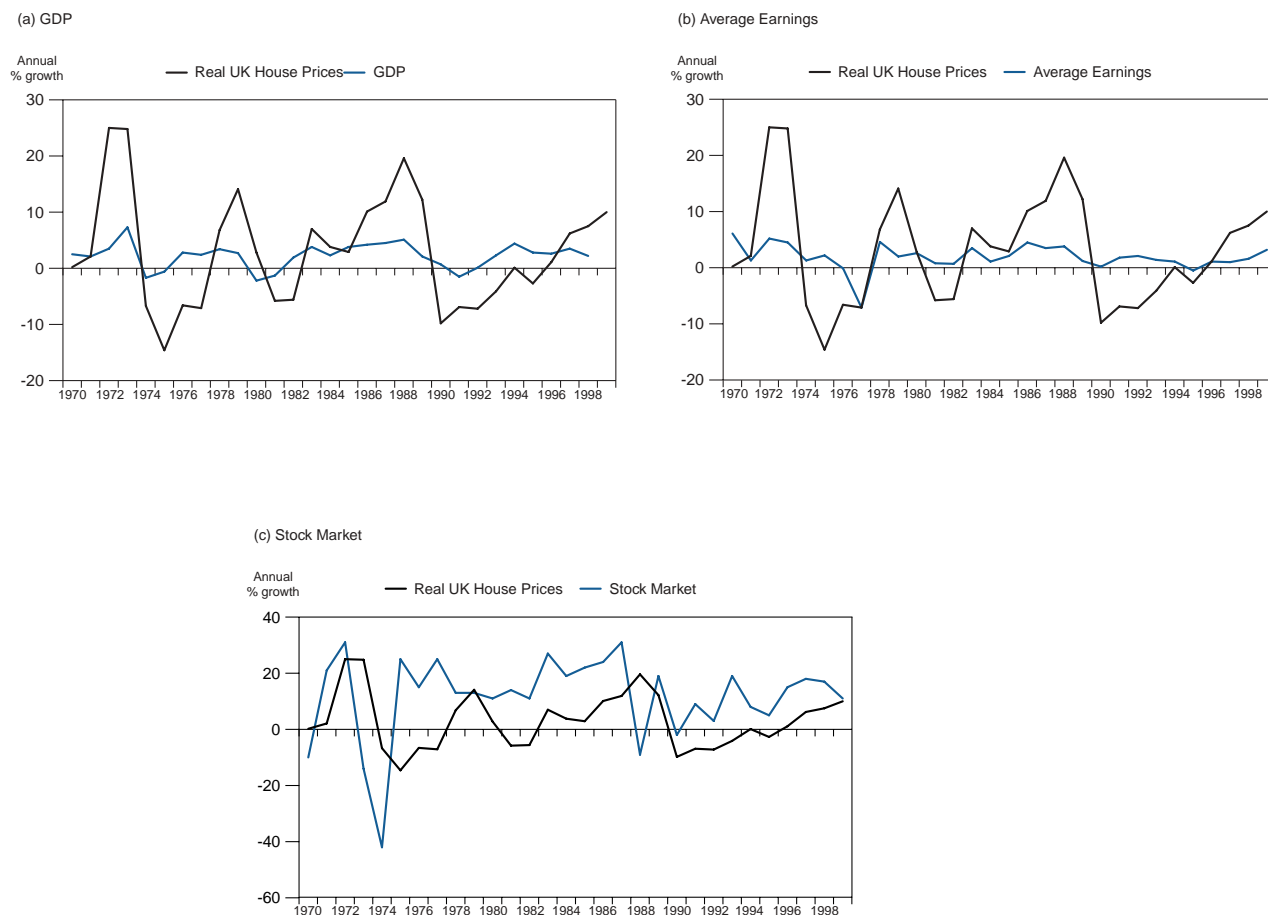 (a) GDP
Annual
% growth
Real UK House Prices GDP
30
20
10
0
-10
-20
1970 1972 1974 1976 1978 1980 1982 1984 1986 1988 1990 1992 1994 1996 1998
(b) Average Earnings
Annual
% growth
Real UK House Prices Average Earnings
30
20
10
0
-10
-20
1970 1972 1974 1976 1978 1980 1982 1984 1986 1988 1990 1992 1994 1996 1998
(c) Stock Market
Annual
% growth
Real UK House Prices Stock Market
40
20
0
-20
-40
-60
1970 1972 1974 1976 1978 1980 1982 1984 1986 1988 1990 1992 1994 1996 1998